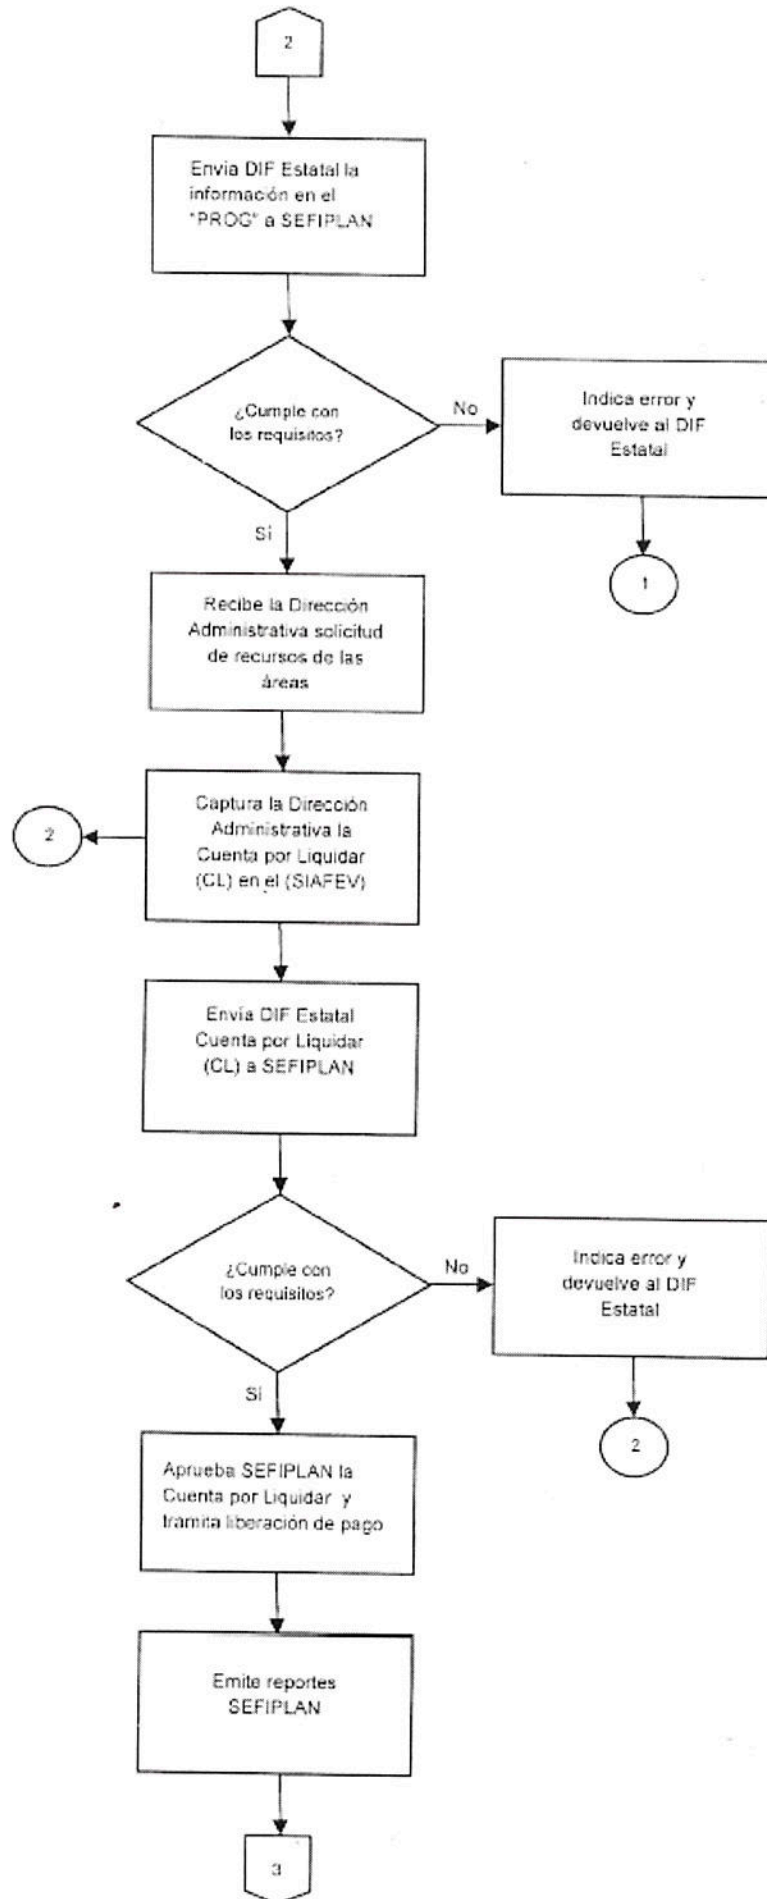 2
Envia DIF Estatal la
información en el
"PROG" a SEFIPLAN
¿Cumple con
los requisitos?
No
Indica error y
devuelve al DIF
Estatal
1
Sí
Recibe la Dirección
Administrativa solicitud
de recursos de las
áreas
Captura la Dirección
Administrativa la
Cuenta por Liquidar
(CL) en el (SIAFEV)
2
Envía DIF Estatal
Cuenta por Liquidar
(CL) a SEFIPLAN
¿Cumple con
los requisitos?
No
Indica error y
devuelve al DIF
Estatal
2
Sí
Aprueba SEFIPLAN la
Cuenta por Liquidar y
tramita liberación de pago
Emite reportes
SEFIPLAN
3